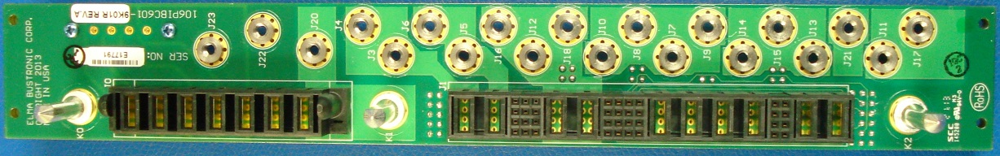 106PIBC601-
9K01R REV.A
SER NO:
E17791
ELMA BUSTRONIC CORP.
IN USA
J23
J22
J20
J4
J3
J6
J5
J16
J12
J18
J10
J8
J7
J9
J14
J15
J13
J21
J11
J17
J0
J1
K0
K1
K2
RoHS
SCC